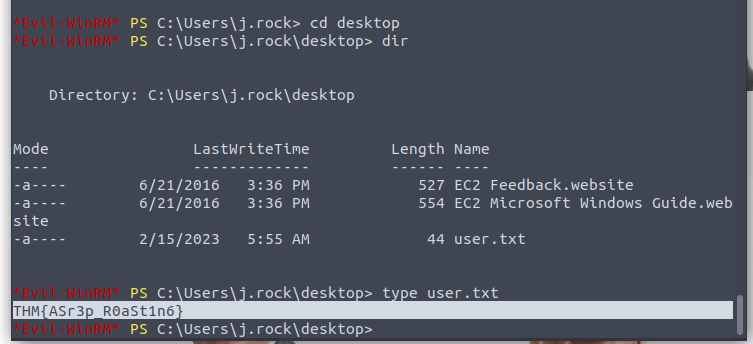 *Evil-WinRM* PS C:\Users\j.rock> cd desktop
*Evil-WinRM* PS C:\Users\j.rock\desktop> dir
Directory: C:\Users\j.rock\desktop
Mode                LastWriteTime         Length Name
----                -------------         ------ ----
-a----        6/21/2016   3:36 PM            527 EC2 Feedback.website
-a----        6/21/2016   3:36 PM            554 EC2 Microsoft Windows Guide.web
site
-a----        2/15/2023   5:55 AM             44 user.txt
*Evil-WinRM* PS C:\Users\j.rock\desktop> type user.txt
THM{ASr3p_R0aSt1n6}
*Evil-WinRM* PS C:\Users\j.rock\desktop>